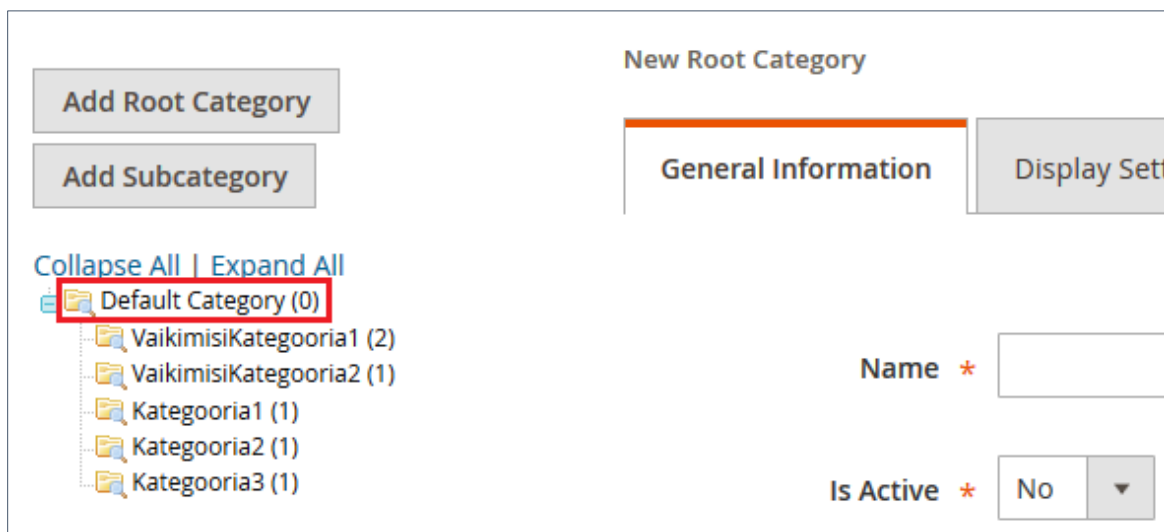 New Root Category
Add Root Category
Add Subcategory
General Information
Display Sett
Collapse All | Expand All
Default Category (0)
VaikimisiKategooria1 (2)
VaikimisiKategooria2 (1)
Kategooria1 (1)
Kategooria2 (1)
Kategooria3 (1)
Name *
Is Active * No